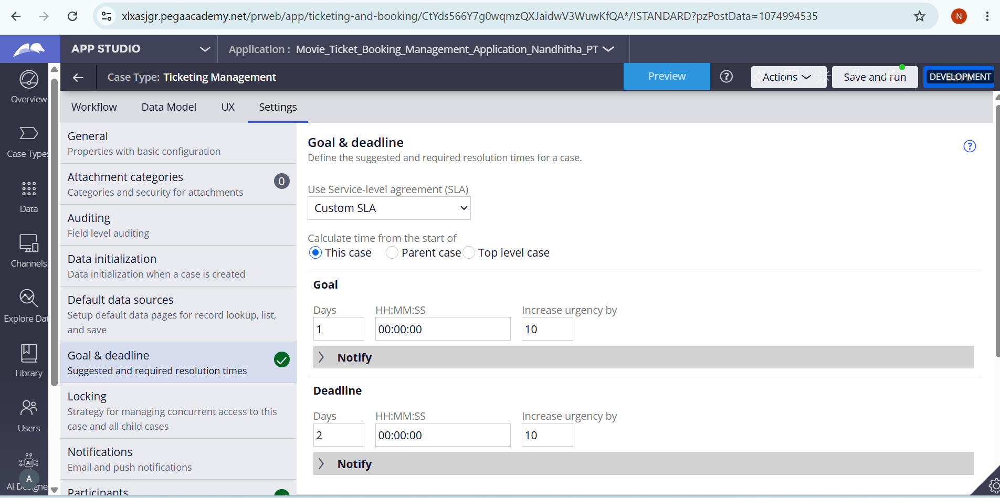 xlxasjgr.pegaacademy.net/prweb/app/ticketing-and-booking/CtYds566Y7g0wqmzQXJaidwV3WuwKfQA*/!STANDARD?pzPostData=1074994535
N
APP STUDIO
Application : Movie_Ticket_Booking_Management_Application_Nandhitha_PT
Case Type: Ticketing Management
Preview
?
Actions
Save and run
DEVELOPMENT
Overview
Case Types
Data
Channels
Explore Dat
Library
Users
AI
A
AI De gne
Workflow
Data Model
UX
Settings
General
Properties with basic configuration
Attachment categories
0
Categories and security for attachments
Auditing
Field level auditing
Data initialization
Data initialization when a case is created
Default data sources
Setup default data pages for record lookup, list,
and save
Goal & deadline
Suggested and required resolution times
Locking
Strategy for managing concurrent access to this
case and all child cases
Notifications
Email and push notifications
Participants
Goal & deadline
?
Define the suggested and required resolution times for a case.
Use Service-level agreement (SLA)
Custom SLA
Calculate time from the start of
This case Parent case Top level case
Goal
Days HH:MM:SS Increase urgency by
1 00:00:00 10
Notify
Deadline
Days HH:MM:SS Increase urgency by
2 00:00:00 10
Notify